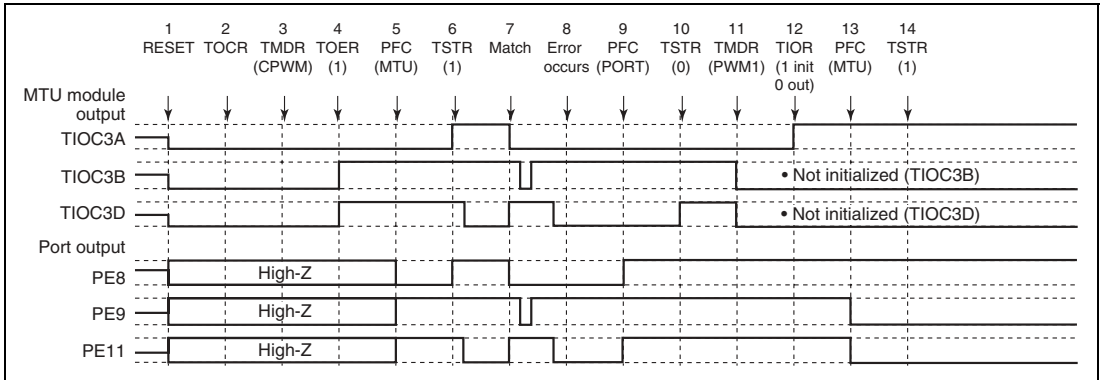 1 2 3 4 5 6 7 8 9 10 11 12 13 14
RESET TOCR TMDR TOER PFC TSTR Match Error PFC TSTR TMDR TIOR PFC TSTR
(CPWM) (1) (MTU) (1) occurs (PORT) (0) (PWM1) (1 init (MTU) (1)
0 out)
MTU module
output
TIOC3A
TIOC3B • Not initialized (TIOC3B)
TIOC3D • Not initialized (TIOC3D)
Port output
PE8 High-Z
PE9 High-Z
PE11 High-Z